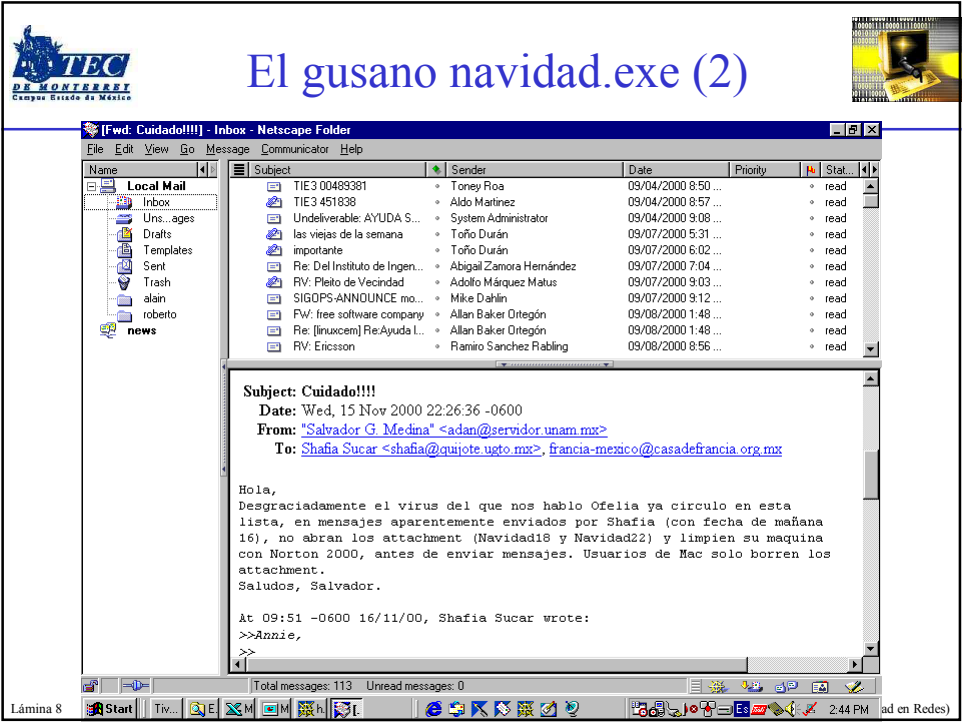 TEC
DE MONTERREY
Campus Estado de México
El gusano navidad.exe (2)
[Fwd: Cuidado!!!!] - Inbox - Netscape Folder
File Edit View Go Message Communicator Help
Name
Local Mail
Inbox
Uns...ages
Drafts
Templates
Sent
Trash
alain
roberto
news
Subject Sender Date Priority Stat...
TIE3 00489381 Toney Roa 09/04/2000 8:50 ... read
TIE3 451838 Aldo Martinez 09/04/2000 8:57 ... read
Undeliverable: AYUDA S... System Administrator 09/04/2000 9:08 ... read
las viejas de la semana Toño Durán 09/07/2000 5:31 ... read
importante Toño Durán 09/07/2000 6:02 ... read
Re: Del Instituto de Ingen... Abigail Zamora Hernández 09/07/2000 7:04 ... read
RV: Pleito de Vecindad Adolfo Márquez Matus 09/07/2000 9:03 ... read
SIGOPS-ANNOUNCE mo... Mike Dahlin 09/07/2000 9:12 ... read
FW: free software company Allan Baker Ortegón 09/08/2000 1:48 ... read
Re: [linuxcem] Re:Ayuda l... Allan Baker Ortegón 09/08/2000 1:48 ... read
RV: Ericsson Ramiro Sanchez Rabling 09/08/2000 8:56 ... read
Subject: Cuidado!!!!
Date: Wed, 15 Nov 2000 22:26:36 -0600
From: "Salvador G. Medina" <adan@servidor.unam.mx>
To: Shafia Sucar <shafia@quijote.ugto.mx>, francia-mexico@casadefrancia.org.mx
Hola,
Desgraciadamente el virus del que nos hablo Ofelia ya circulo en esta
lista, en mensajes aparentemente enviados por Shafia (con fecha de mañana
16), no abran los attachment (Navidad18 y Navidad22) y limpien su maquina
con Norton 2000, antes de enviar mensajes. Usuarios de Mac solo borren los
attachment.
Saludos, Salvador.
At 09:51 -0600 16/11/00, Shafia Sucar wrote:
>>Annie,
>>
Total messages: 113 Unread messages: 0
Lámina 8
Start Tiv... E. M M h. [. Es 2:44 PM
ad en Redes)